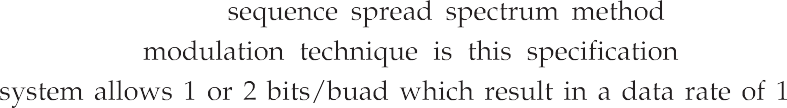 sequence spread spectrum method
modulation technique is this specification
system allows 1 or 2 bits/buad which result in a data rate of 1